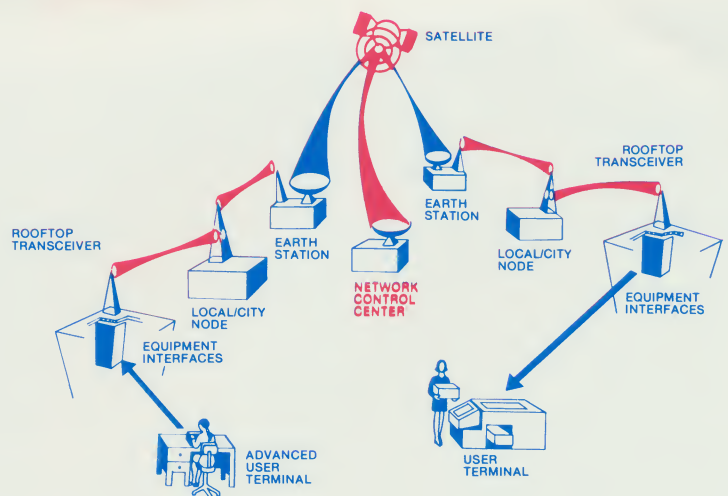 SATELLITE
ROOFTOP
TRANSCEIVER
EARTH
STATION
EARTH
STATION
ROOFTOP
TRANSCEIVER
LOCAL/CITY
NODE
NETWORK
CONTROL
CENTER
LOCAL/CITY
NODE
EQUIPMENT
INTERFACES
EQUIPMENT
INTERFACES
ADVANCED
USER
TERMINAL
USER
TERMINAL